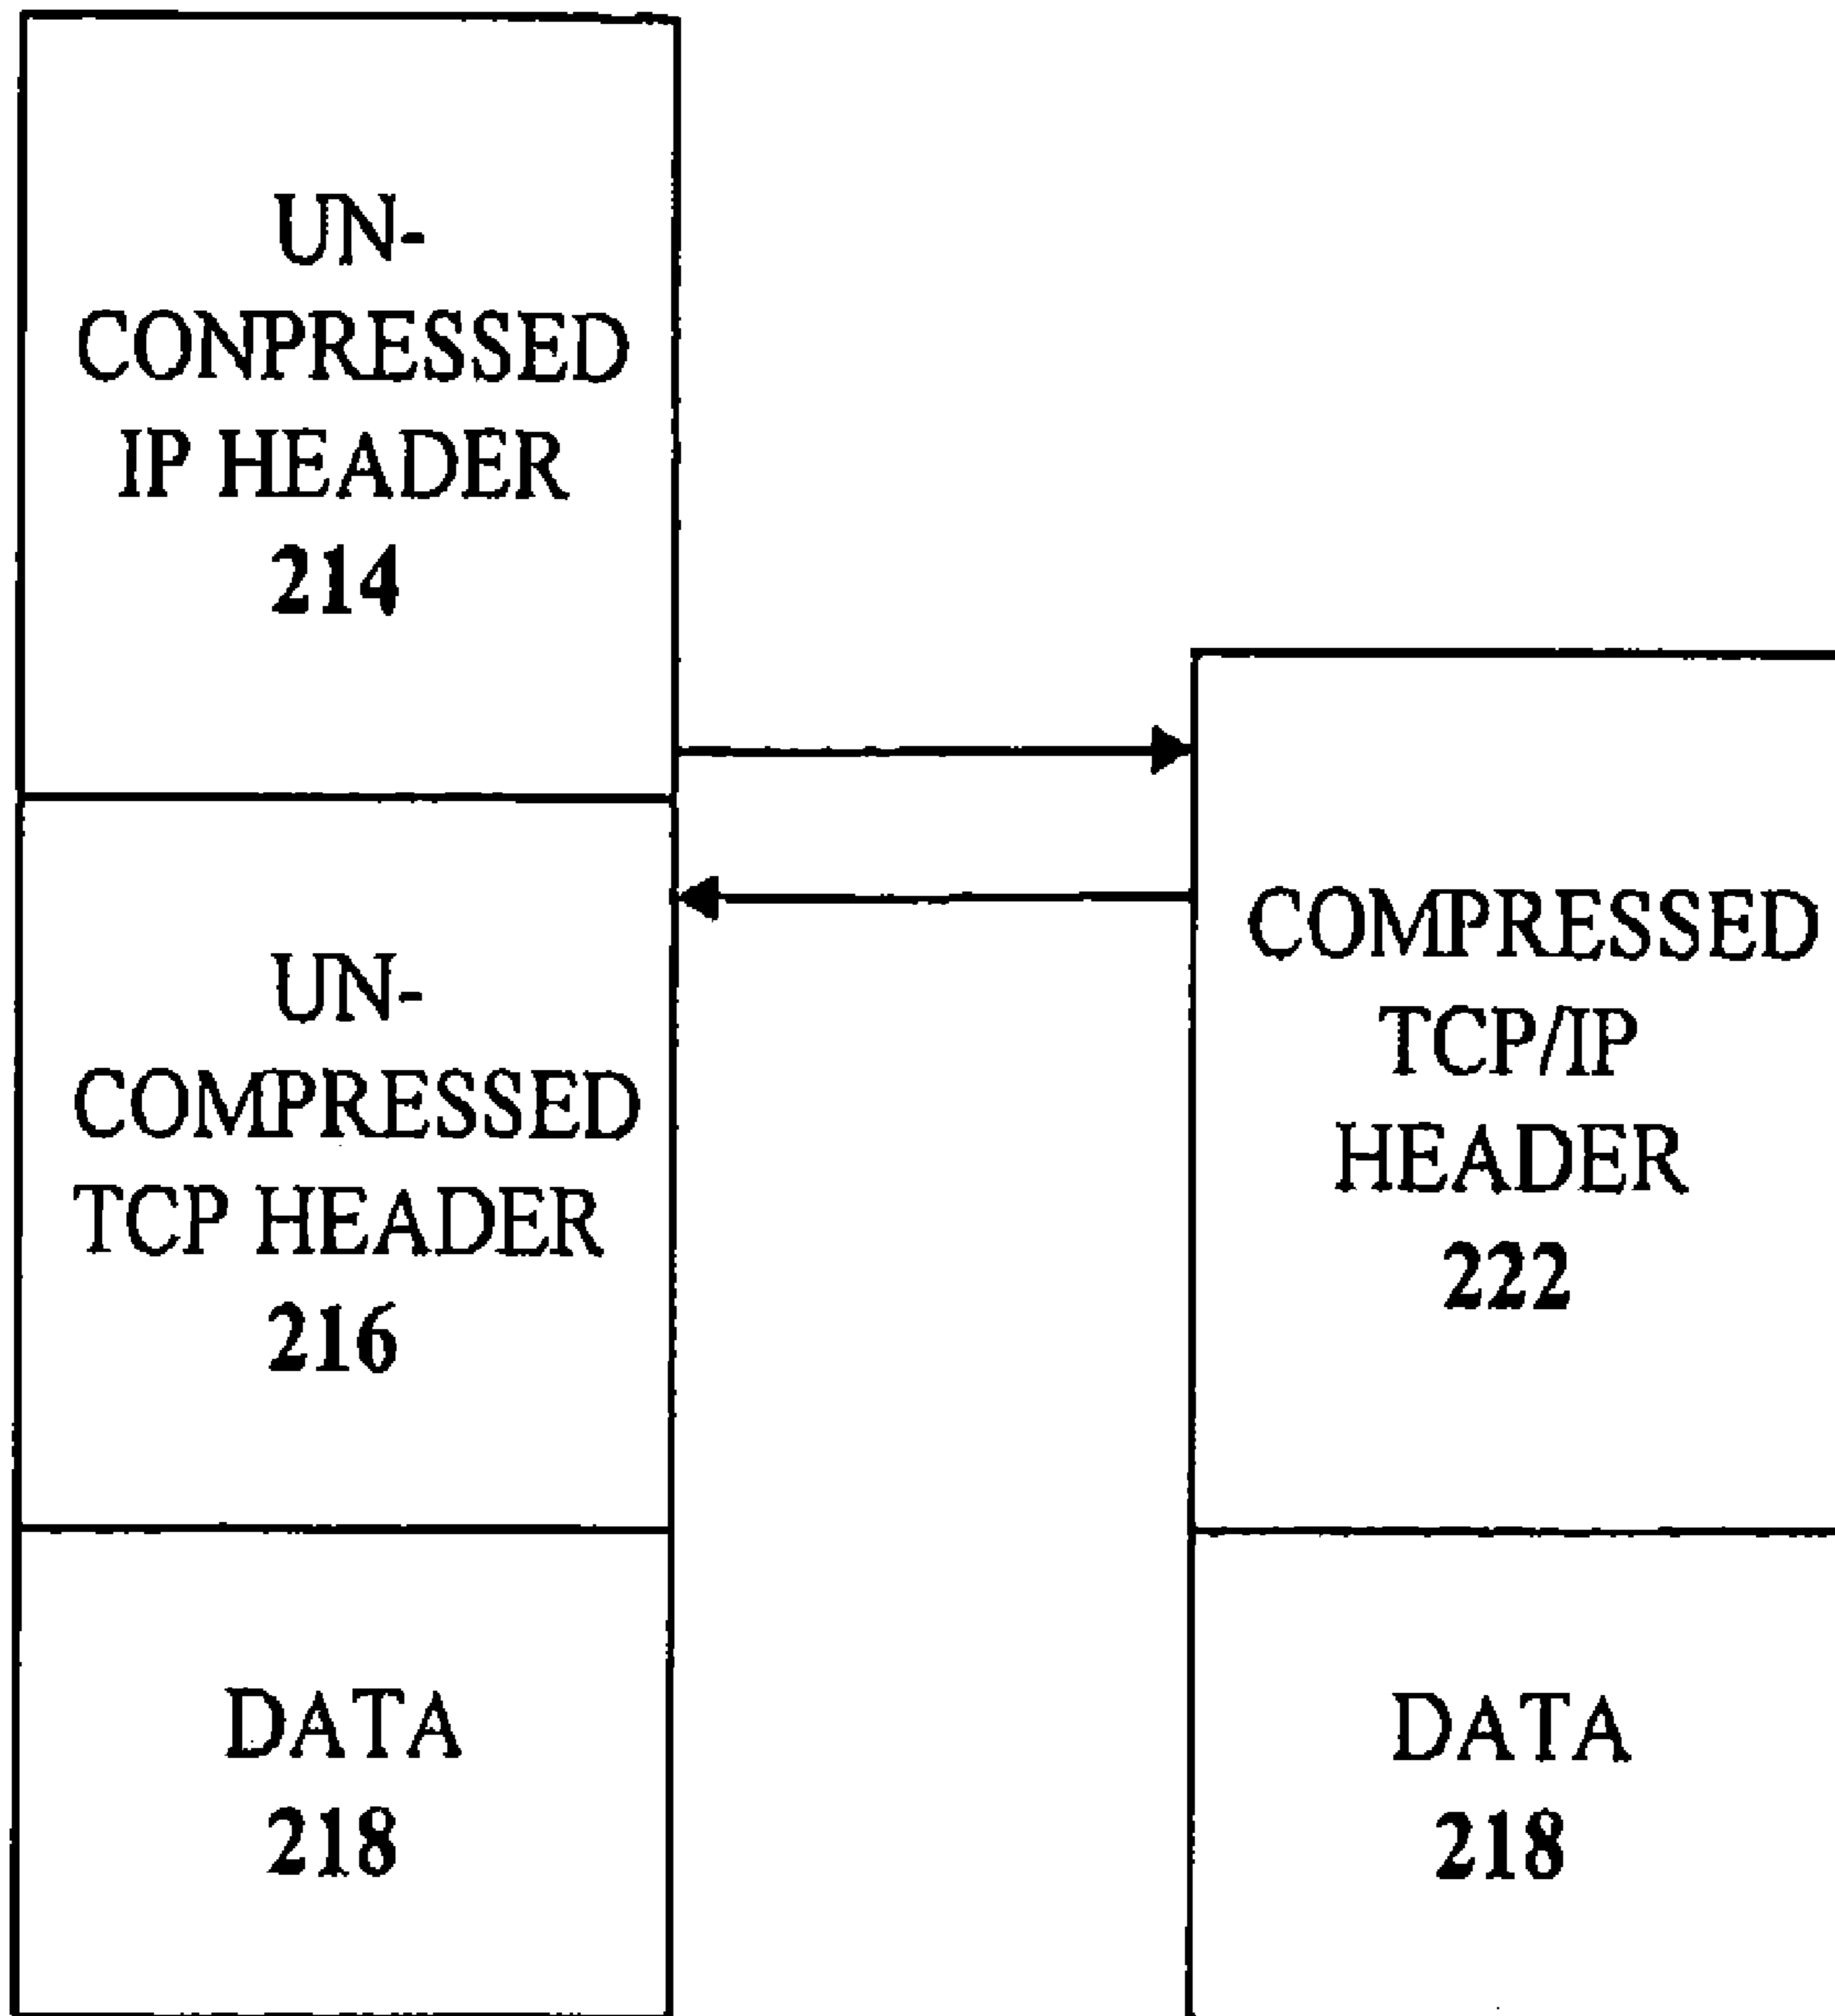 UN-
CONPRESSED
IP HEADER
214
UN-
COMPRESSED
TCP HEADER
216
DATA
218
COMPRESSED
TCP/IP
HEADER
222
DATA
218